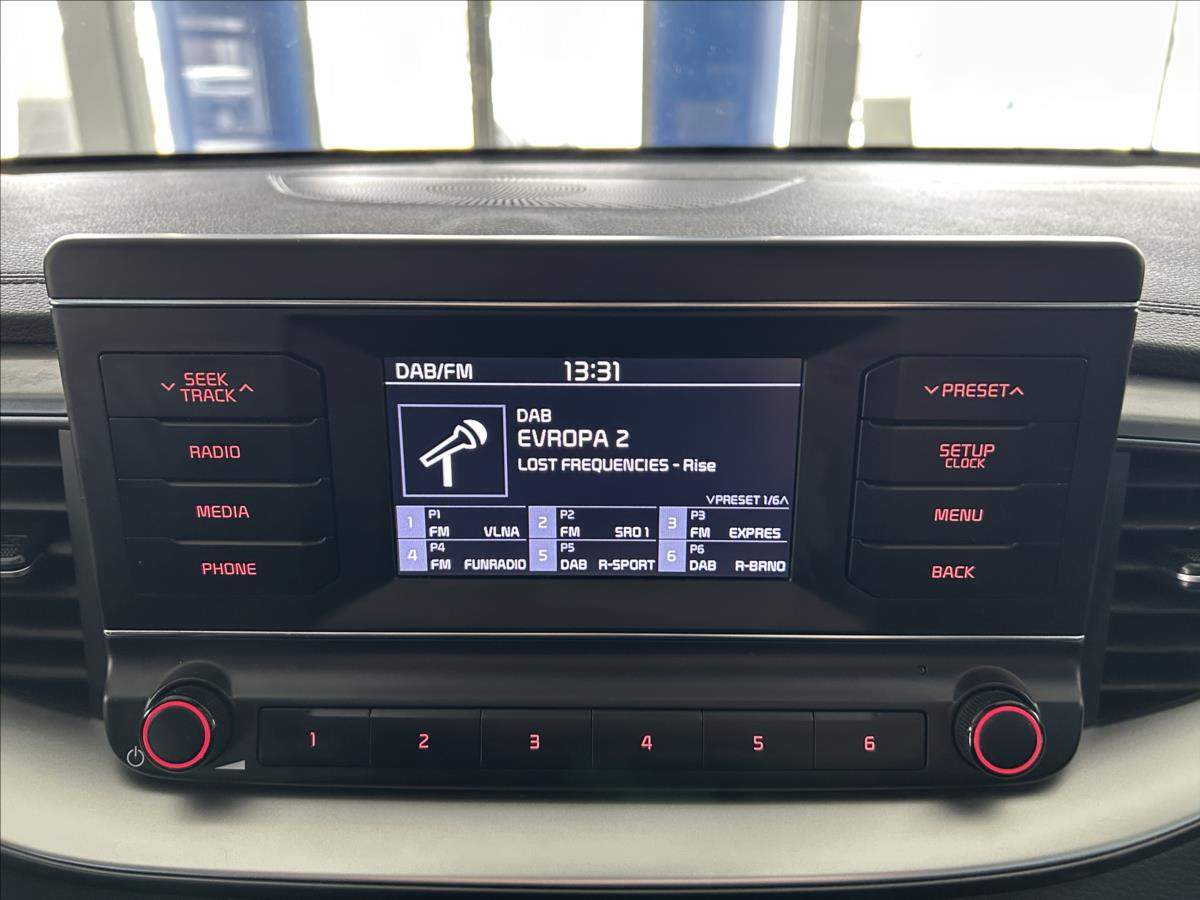 DAB/FM 13:31
DAB
EVROPA 2
LOST FREQUENCIES - Rise
PRESET 1/6
1 P1 FM VLNA
2 P2 FM SRO1
3 P3 FM EXPRES
4 P4 FM FUNRADIO
5 P5 DAB R-SPORT
6 P6 DAB R-BRNO
SEEK
TRACK
RADIO
MEDIA
PHONE
PRESET
SETUP
CLOCK
MENU
BACK
1 2 3 4 5 6